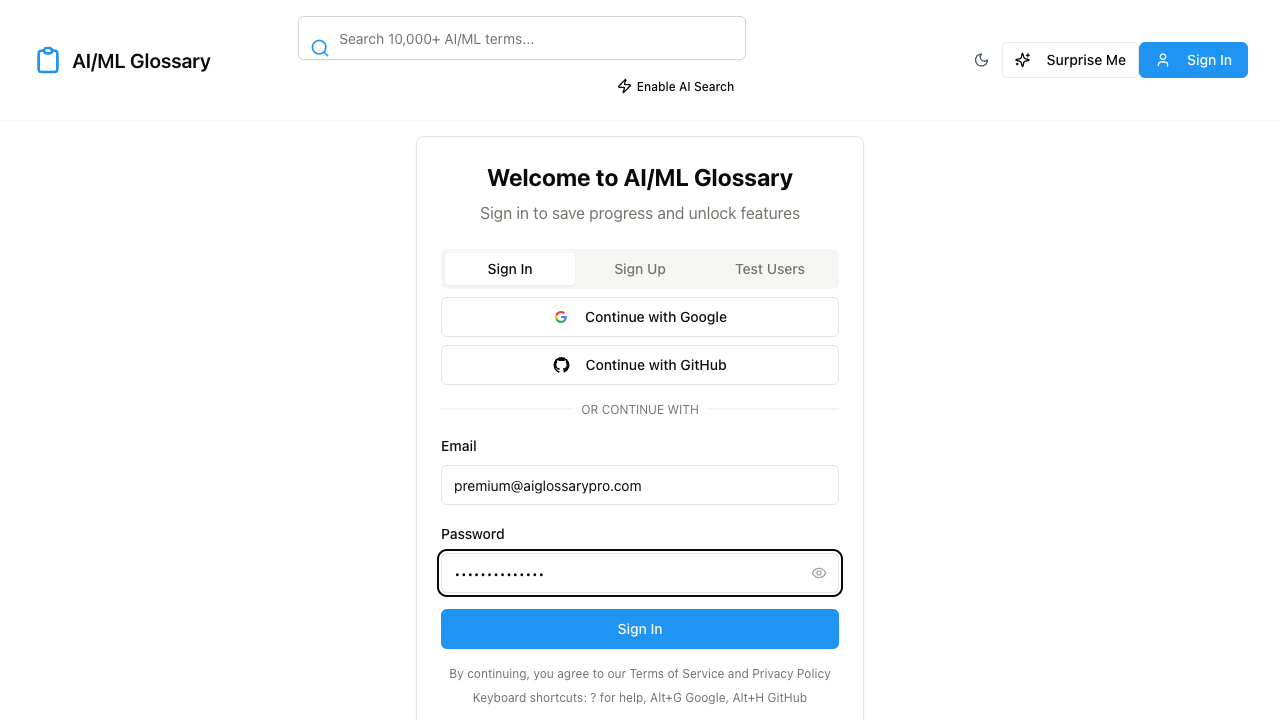 AI/ML Glossary
Search 10,000+ AI/ML terms...
Enable AI Search
Surprise Me
Sign In
Welcome to AI/ML Glossary
Sign in to save progress and unlock features
Sign In
Sign Up
Test Users
Continue with Google
Continue with GitHub
OR CONTINUE WITH
Email
premium@aiglossarypro.com
Password
••••••••••••••
Sign In
By continuing, you agree to our Terms of Service and Privacy Policy
Keyboard shortcuts: ? for help, Alt+G Google, Alt+H GitHub